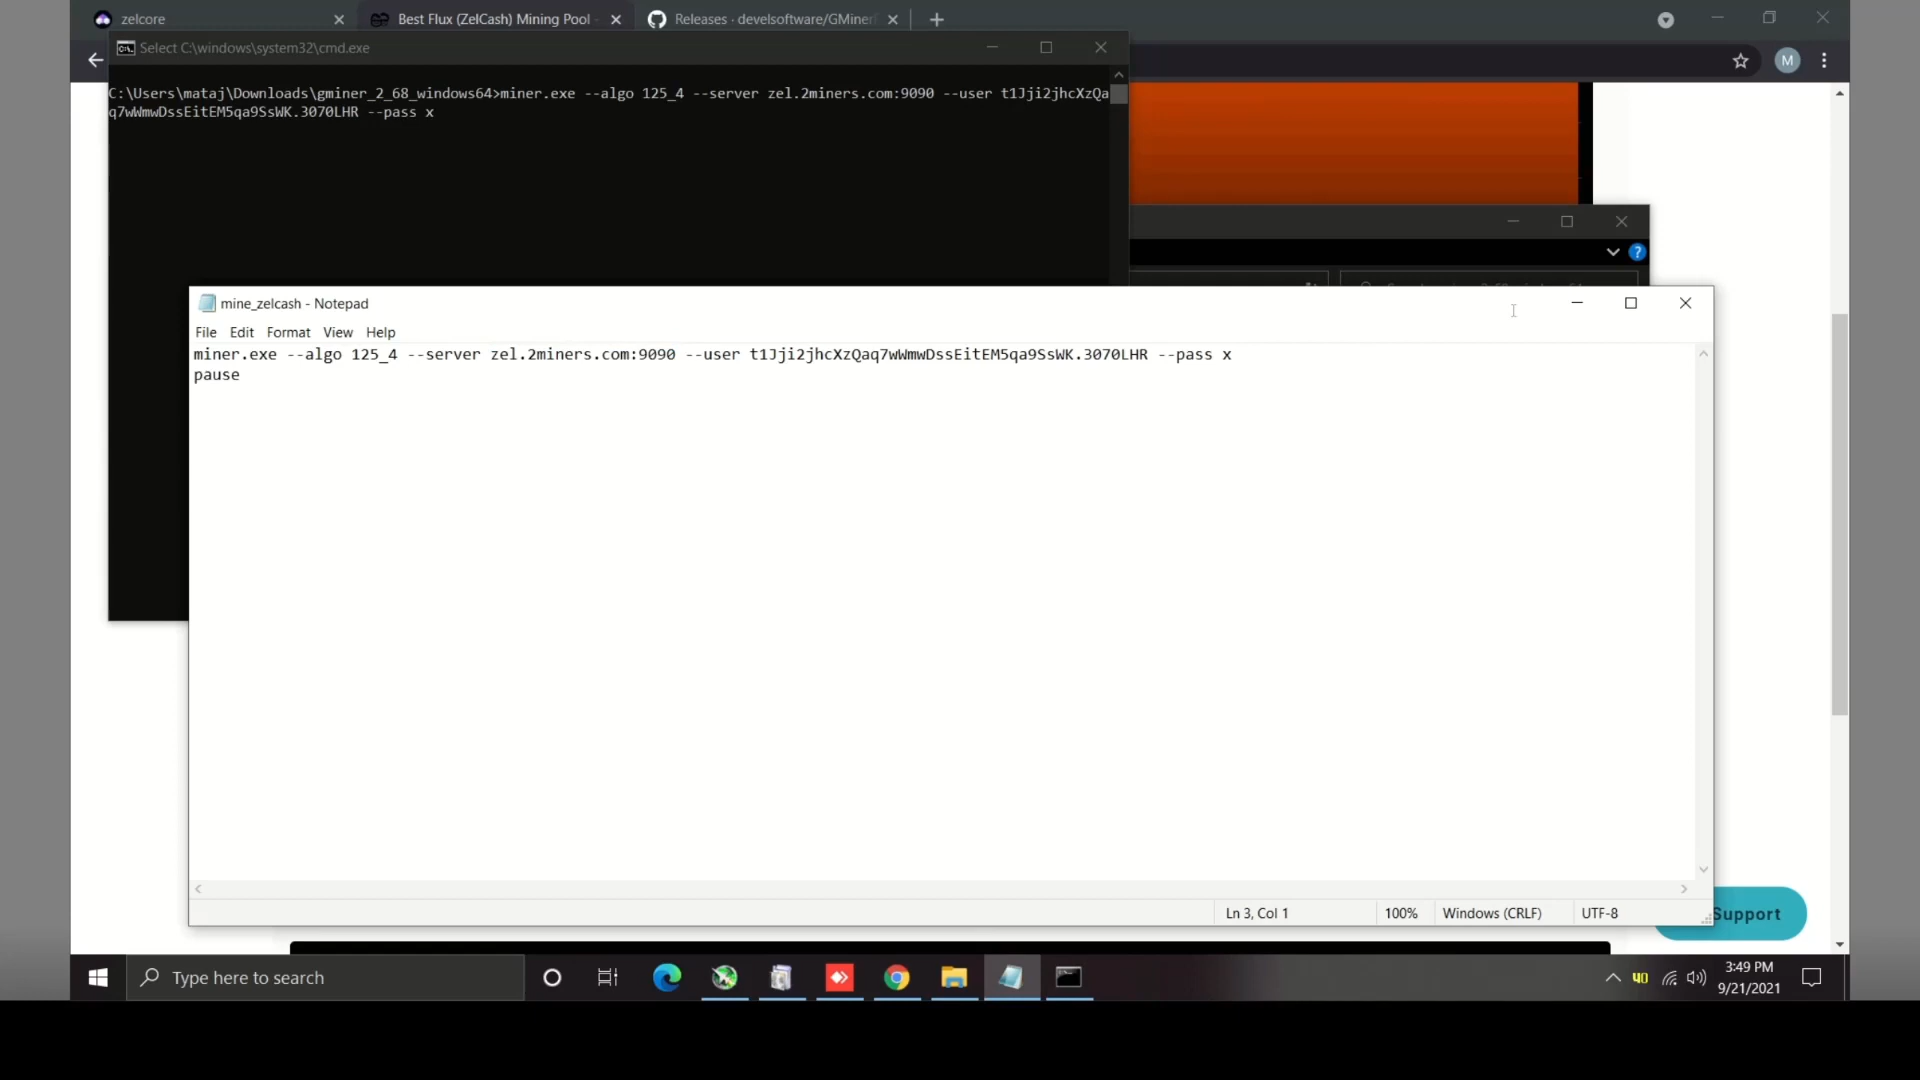 zelcore
Best Flux (ZelCash) Mining Pool -
Releases · develsoftware/GMiner
Select C:\windows\system32\cmd.exe
M
C:\Users\mataj\Downloads\gminer_2_68_windows64>miner.exe --algo 125_4 --server zel.2miners.com:9090 --user t1Jji2jhcXzQa
q7wWmwDssEitEM5qa9SsWK.3070LHR --pass x
mine_zelcash - Notepad
File Edit Format View Help
miner.exe --algo 125_4 --server zel.2miners.com:9090 --user t1Jji2jhcXzQaq7wWmwDssEitEM5qa9SsWK.3070LHR --pass x
pause
Ln 3, Col 1 100% Windows (CRLF) UTF-8
Support
Type here to search
40
3:49 PM
9/21/2021